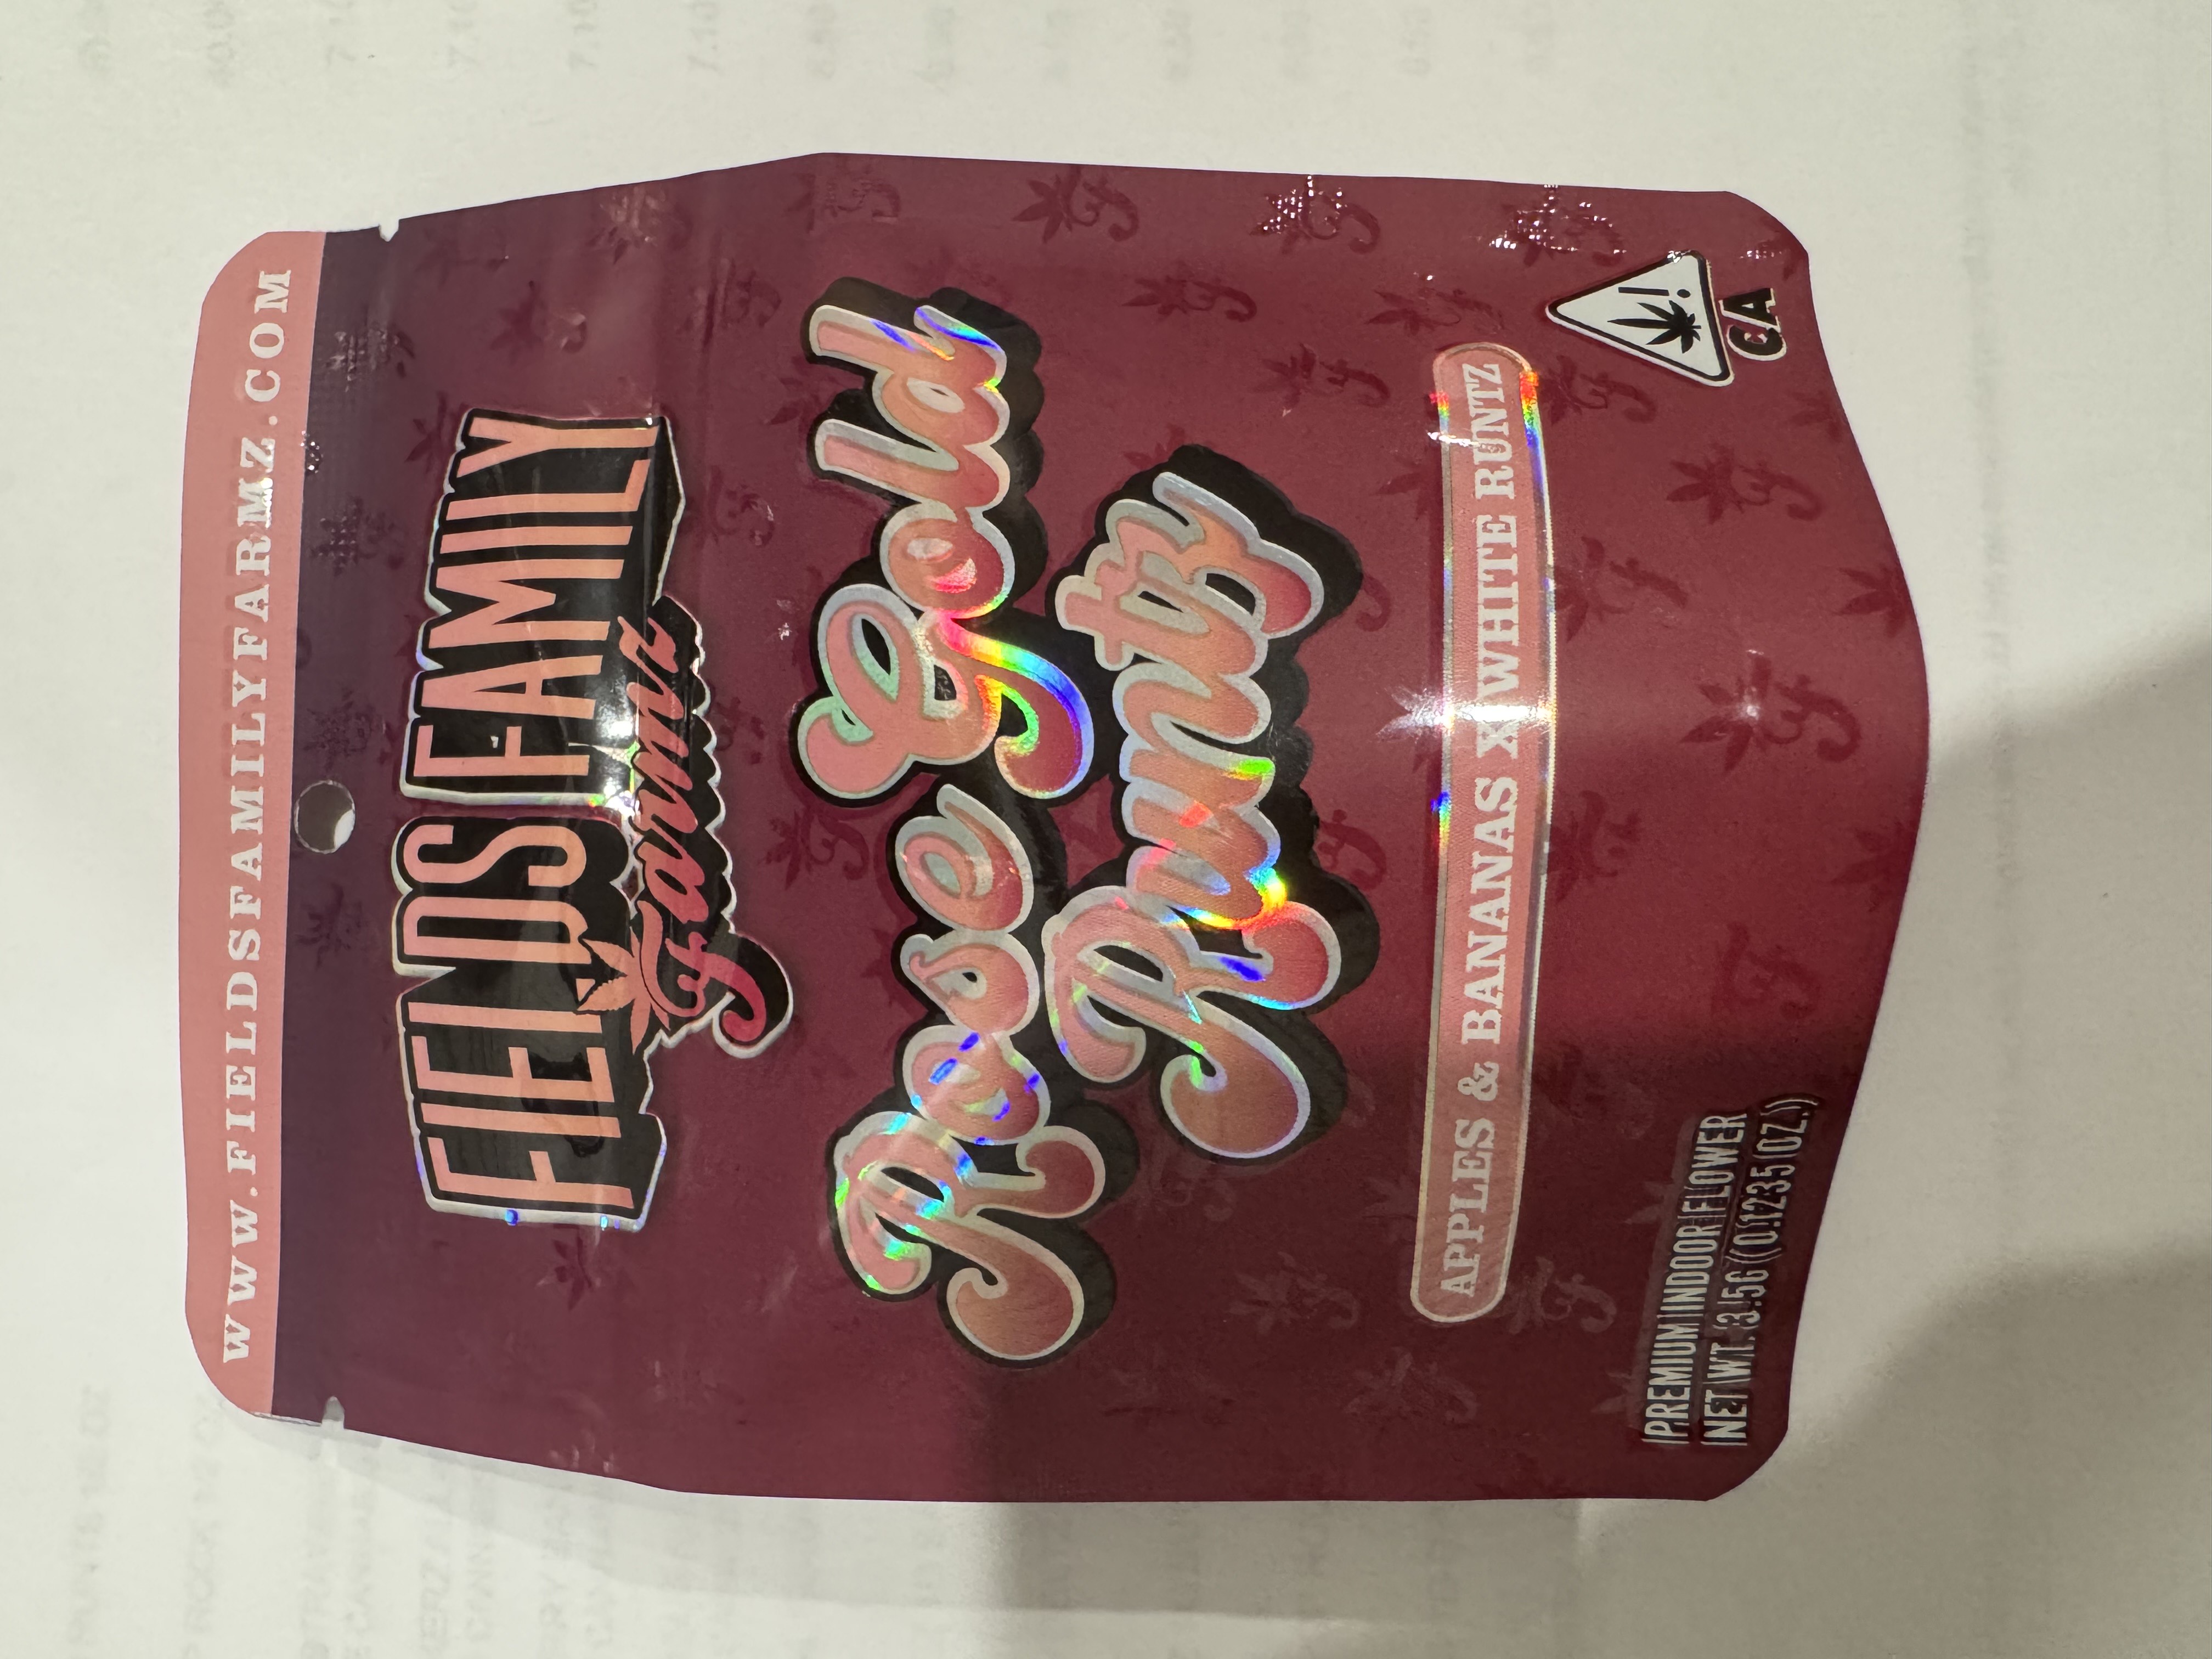 WWW.FIELDSFAMILYFARMZ.COM
FIELDS FAMILY
Farmz
Rose Gold
Runtz
APPLES & BANANAS X WHITE RUNTZ
PREMIUM INDOOR FLOWER
NET WT. 3.5G (0.1235 OZ.)
!
CA